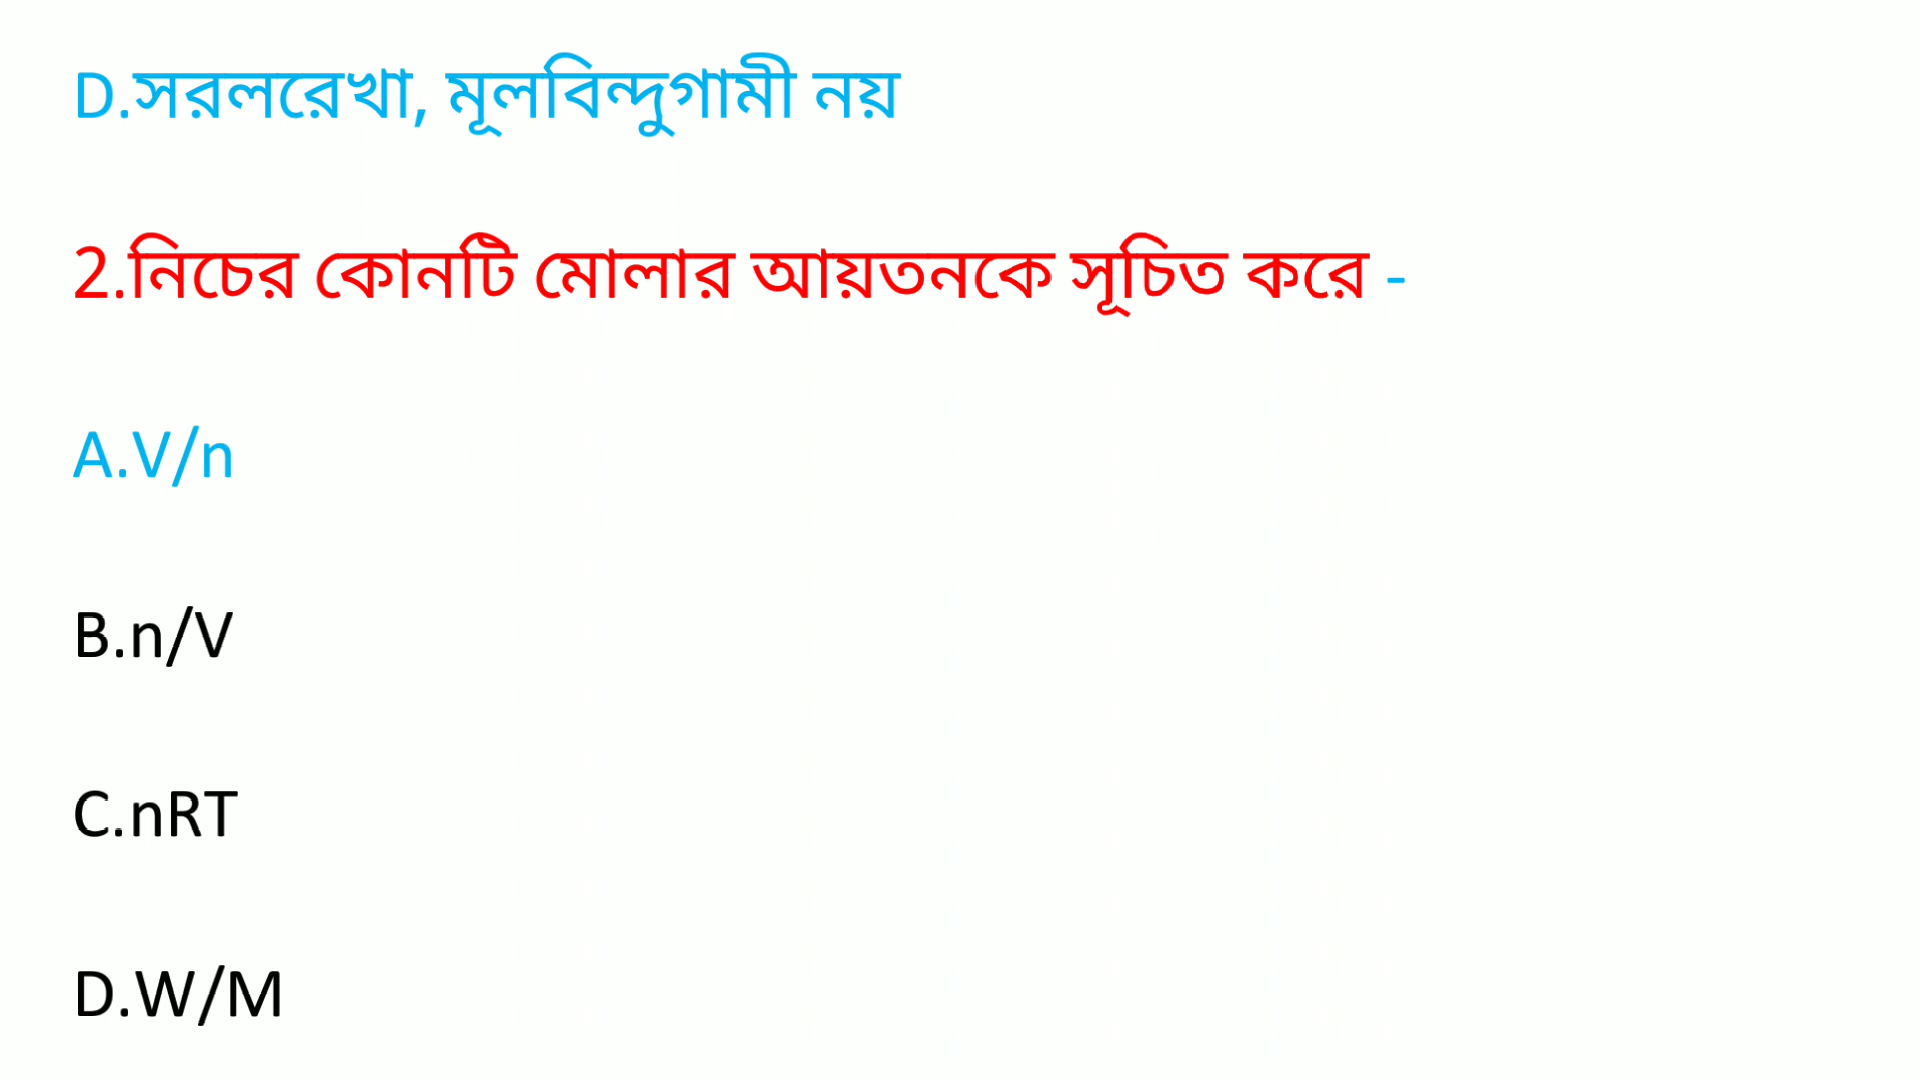 D.সরলরেখা, মূলবিন্দুগামী নয়
2.নিচের কোনটি মোলার আয়তনকে সূচিত করে -
A.V/n
B.n/V
C.nRT
D.W/M